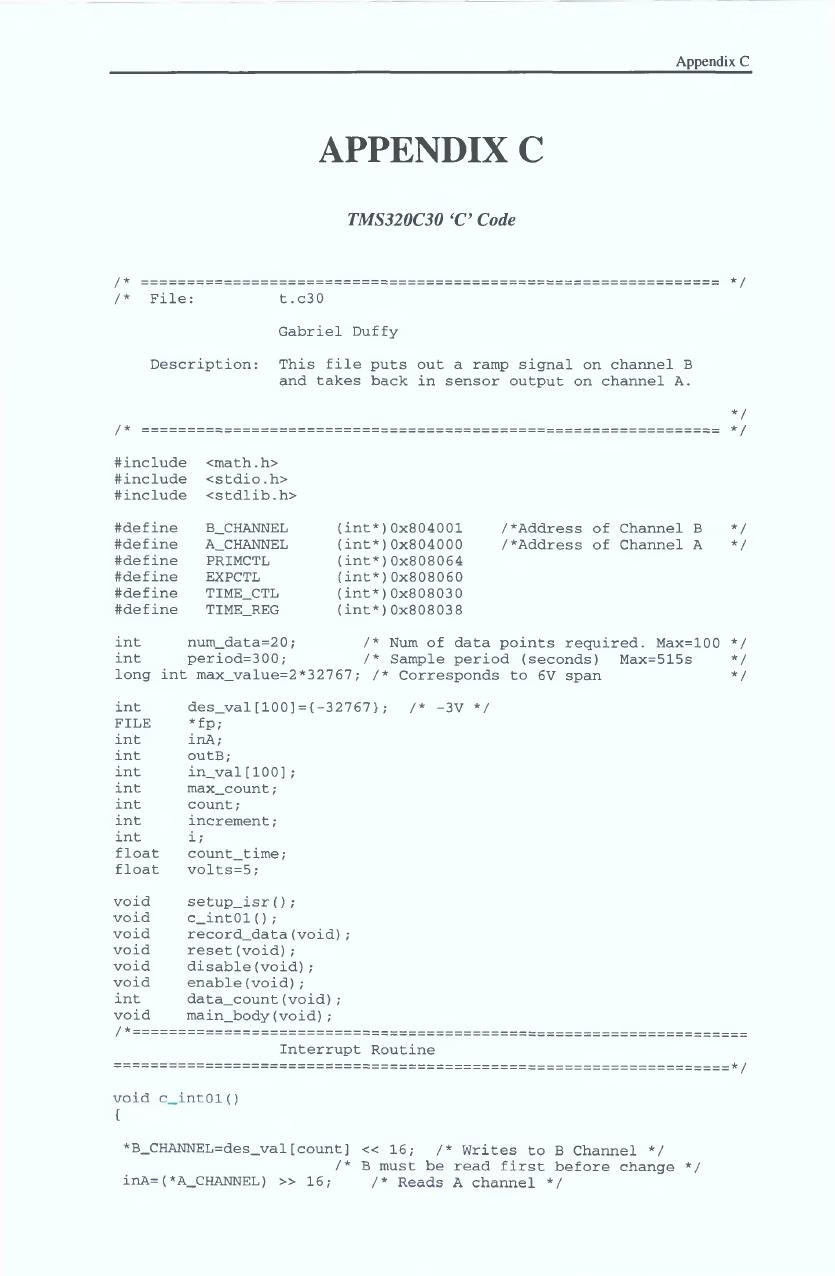 Appendix C
APPENDIX C
TMS320C30 ‘C’ Code
/* =============================================================== */
/*  File:         t.c30
Gabriel Duffy
Description:  This file puts out a ramp signal on channel B
and takes back in sensor output on channel A.
*/
/* =============================================================== */
#include  <math.h>
#include  <stdio.h>
#include  <stdlib.h>
#define   B_CHANNEL     (int*)0x804001    /*Address of Channel B   */
#define   A_CHANNEL     (int*)0x804000    /*Address of Channel A   */
#define   PRIMCTL       (int*)0x808064
#define   EXPCTL        (int*)0x808060
#define   TIME_CTL      (int*)0x808030
#define   TIME_REG      (int*)0x808038
int     num_data=20;       /* Num of data points required. Max=100 */
int     period=300;        /* Sample period (seconds)  Max=515s    */
long int max_value=2*32767; /* Corresponds to 6V span              */
int     des_val[100]={-32767};  /* -3V */
FILE    *fp;
int     inA;
int     outB;
int     in_val[100];
int     max_count;
int     count;
int     increment;
int     i;
float   count_time;
float   volts=5;
void    setup_isr();
void    c_int01();
void    record_data(void);
void    reset(void);
void    disable(void);
void    enable(void);
int     data_count(void);
void    main_body(void);
/*===================================================================
Interrupt Routine
===================================================================*/
void c_int01()
{
*B_CHANNEL=des_val[count] << 16;  /* Writes to B Channel */
/* B must be read first before change */
inA=(*A_CHANNEL) >> 16;    /* Reads A channel */